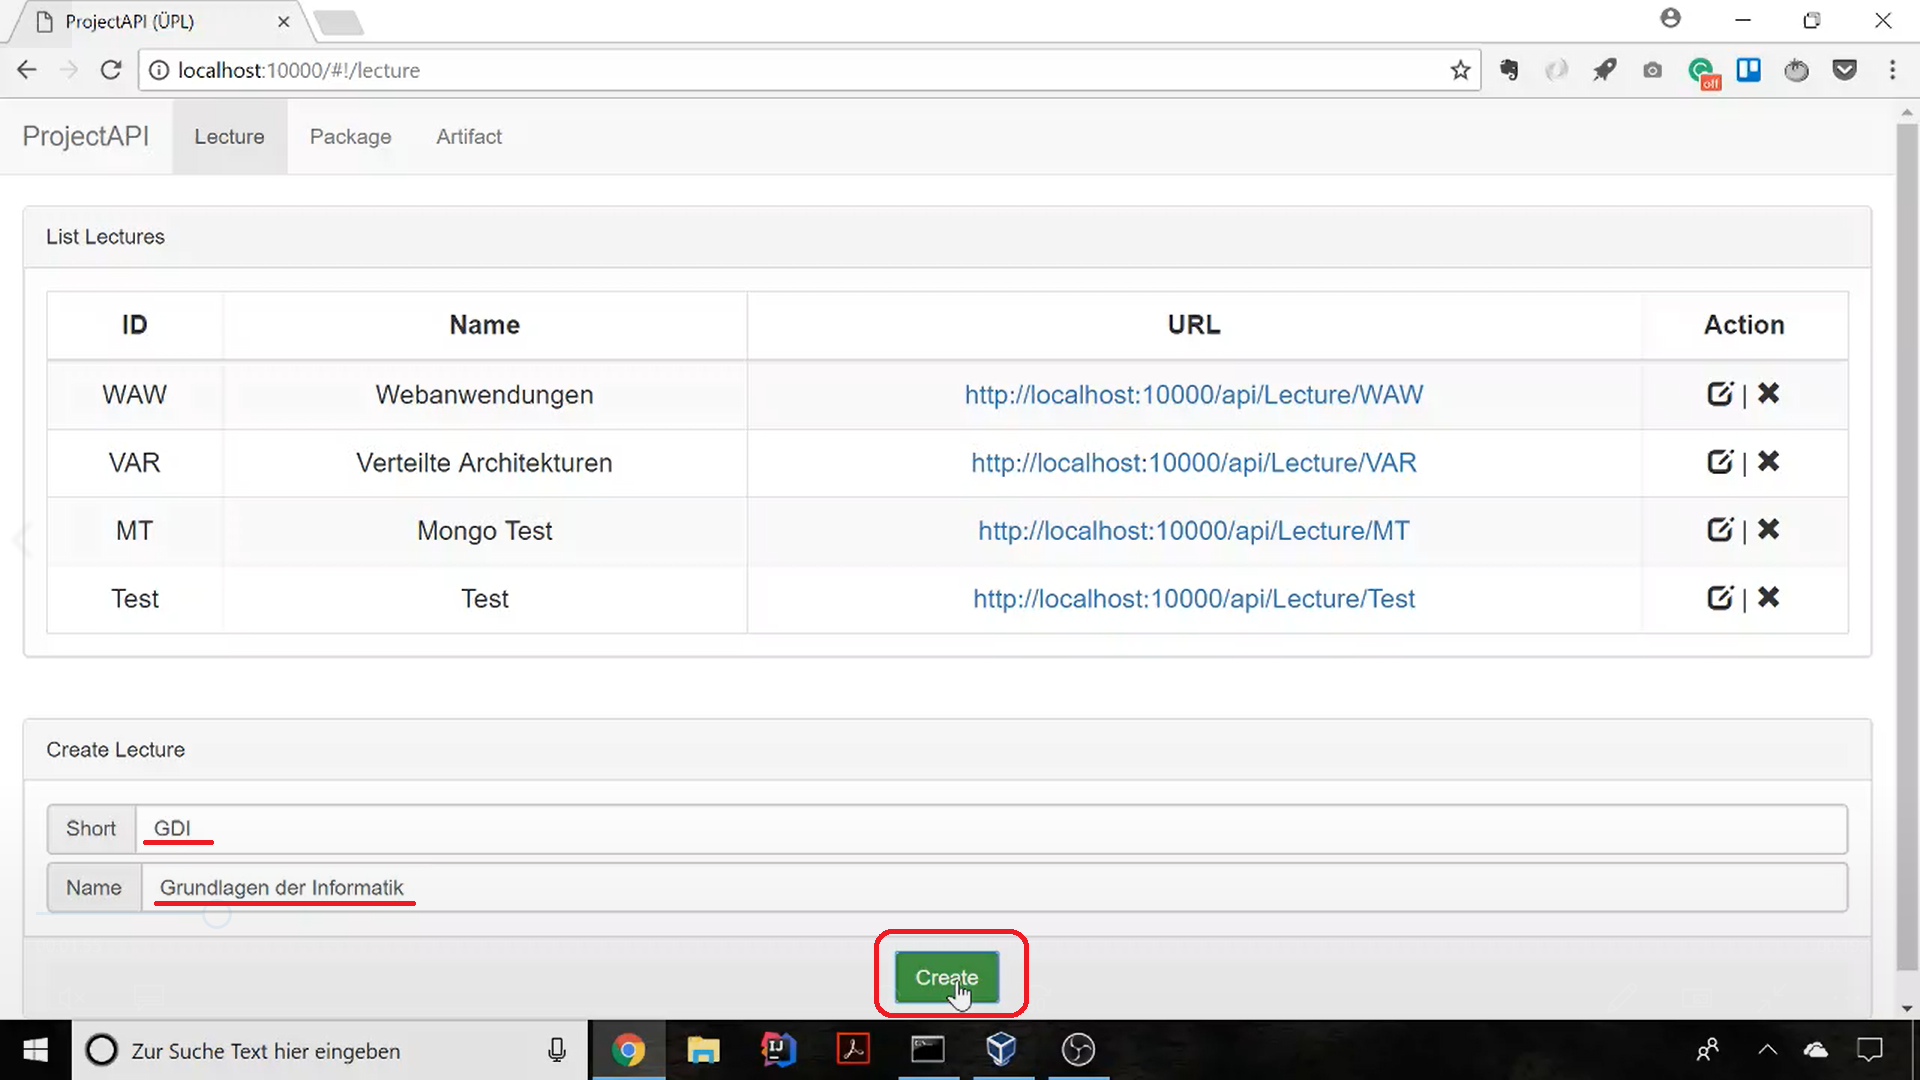 ProjectAPI (ÜPL)
localhost:10000/#!/lecture
off
ProjectAPI Lecture Package Artifact
List Lectures
ID Name URL Action
WAW Webanwendungen http://localhost:10000/api/Lecture/WAW |
VAR Verteilte Architekturen http://localhost:10000/api/Lecture/VAR |
MT Mongo Test http://localhost:10000/api/Lecture/MT |
Test Test http://localhost:10000/api/Lecture/Test |
Create Lecture
Short GDI
Name Grundlagen der Informatik
Create
Zur Suche Text hier eingeben
IJ